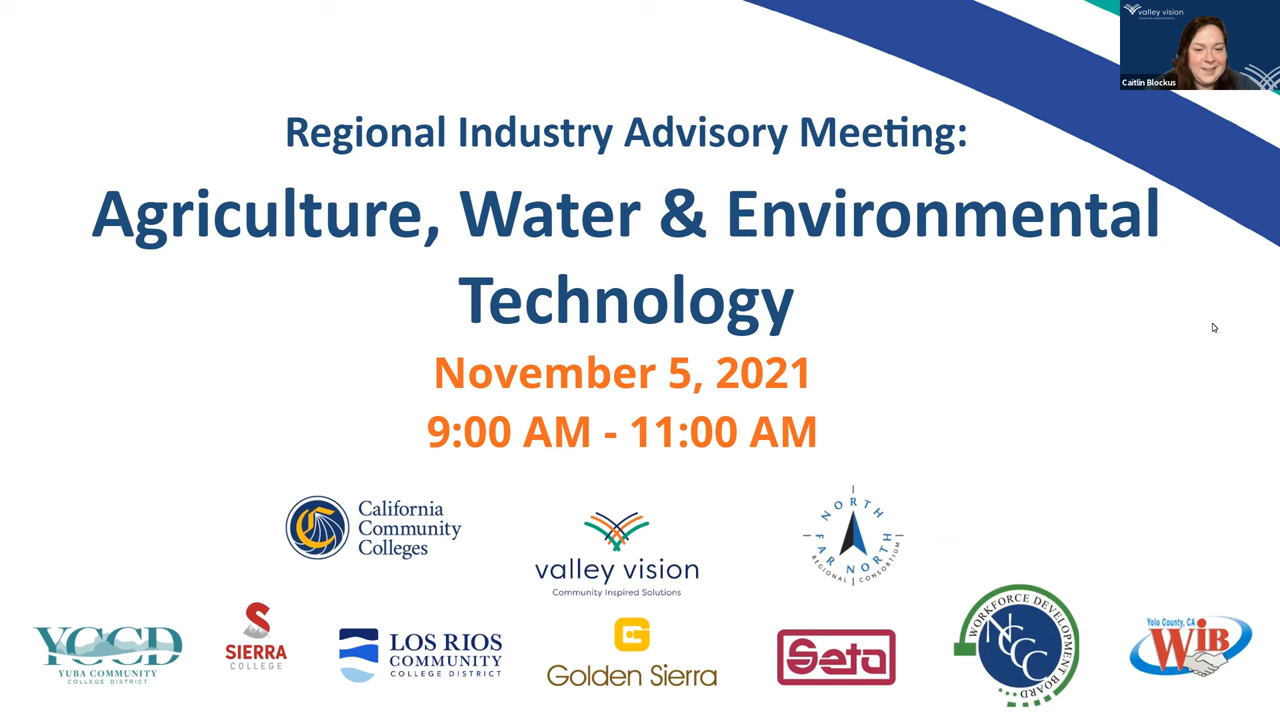 valley vision
Caitlin Blockus
Regional Industry Advisory Meeting:
Agriculture, Water & Environmental
Technology
November 5, 2021
9:00 AM - 11:00 AM
California
Community
Colleges
valley vision
Community Inspired Solutions
NORTH
FAR NORTH
REGIONAL CONSORTIUM
YCCD
YUBA COMMUNITY
COLLEGE DISTRICT
SIERRA
COLLEGE
LOS RIOS
COMMUNITY
COLLEGE DISTRICT
Golden Sierra
Seta
WORKFORCE DEVELOPMENT BOARD
NCCC
Yolo County, CA
WIB